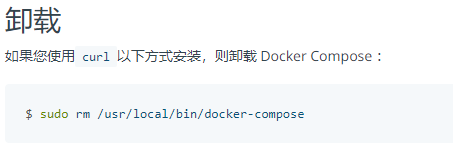 卸载
如果您使用 curl 以下方式安装，则卸载 Docker Compose：
$ sudo rm /usr/local/bin/docker-compose